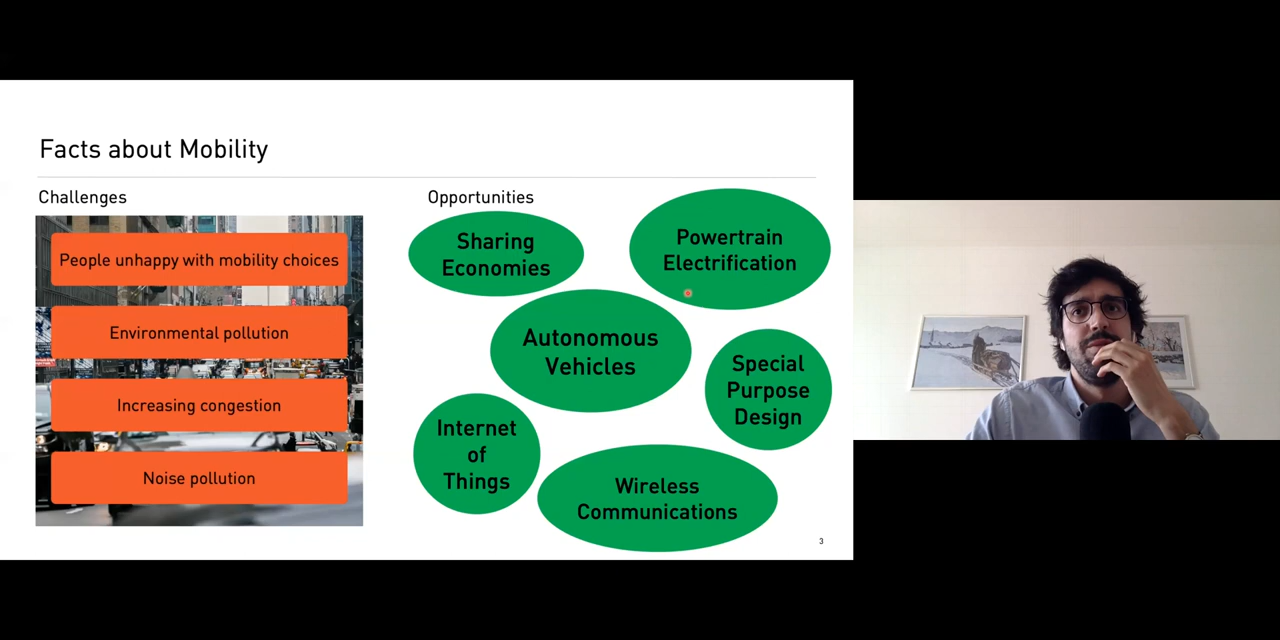 Facts about Mobility
Challenges
People unhappy with mobility choices
Environmental pollution
Increasing congestion
Noise pollution
Opportunities
Sharing
Economies
Powertrain
Electrification
Autonomous
Vehicles
Special
Purpose
Design
Internet
of
Things
Wireless
Communications
3